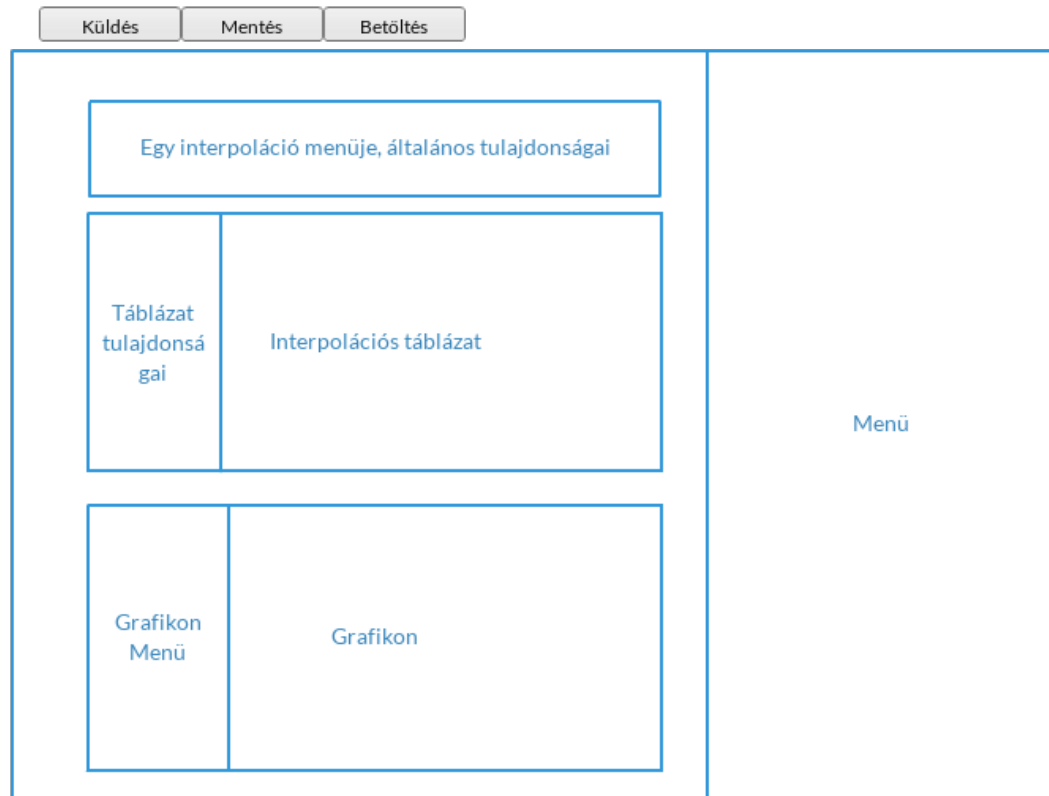 Küldés Mentés Betöltés
Egy interpoláció menüje, általános tulajdonságai
Táblázat
tulajdonsá
gai
Interpolációs táblázat
Menü
Grafikon
Menü
Grafikon